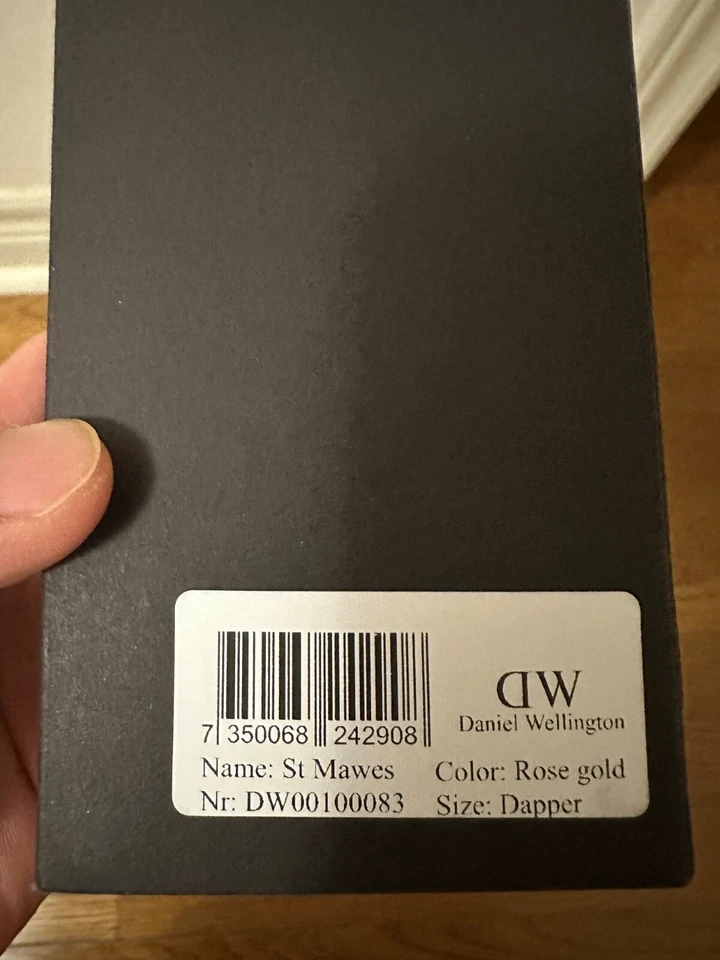 DW
Daniel Wellington
7 350068 242908
Name: St Mawes Color: Rose gold
Nr: DW00100083 Size: Dapper